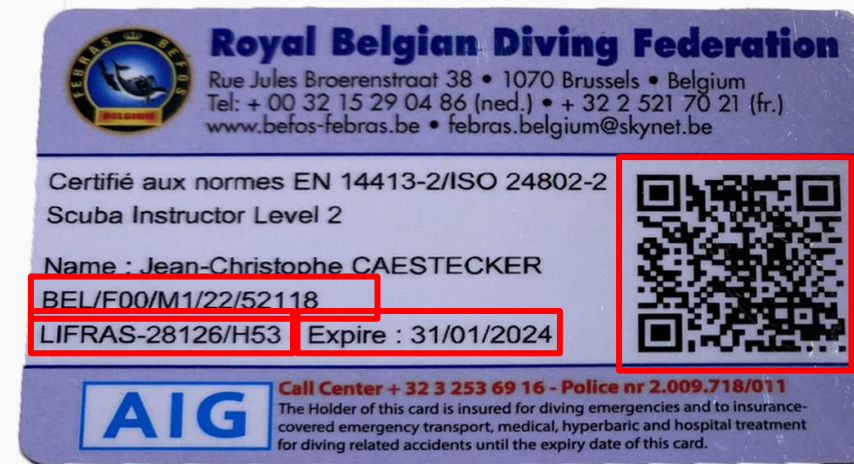 FEBRAS BEFOS
BELGIUM
Royal Belgian Diving Federation
Rue Jules Broerenstraat 38 • 1070 Brussels • Belgium
Tel: + 00 32 15 29 04 86 (ned.) • + 32 2 521 70 21 (fr.)
www.befos-febras.be • febras.belgium@skynet.be
Certifié aux normes EN 14413-2/ISO 24802-2
Scuba Instructor Level 2
Name : Jean-Christophe CAESTECKER
BEL/F00/M1/22/52118
LIFRAS-28126/H53 Expire : 31/01/2024
AIG
Call Center + 32 3 253 69 16 - Police nr 2.009.718/011
The Holder of this card is insured for diving emergencies and to insurance-
covered emergency transport, medical, hyperbaric and hospital treatment
for diving related accidents until the expiry date of this card.